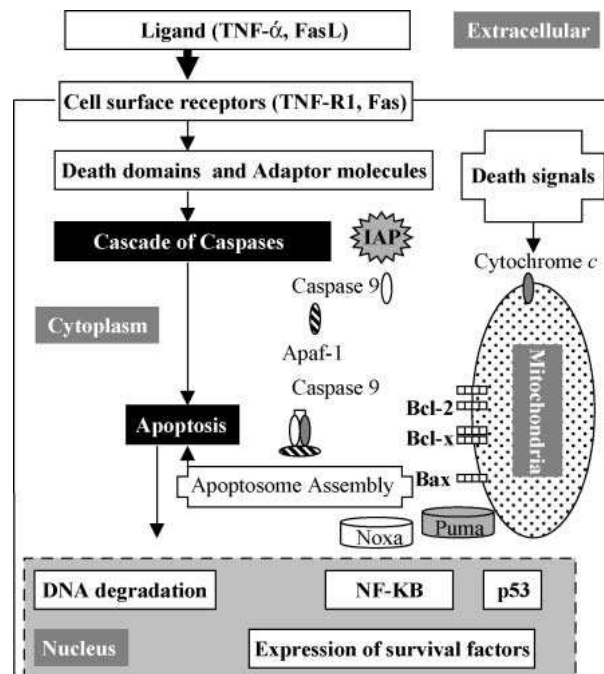 Ligand (TNF-ά, FasL)
Extracellular
Cell surface receptors (TNF-R1, Fas)
Death domains and Adaptor molecules
Death signals
Cascade of Caspases
IAP
Cytochrome c
Caspase 9
Cytoplasm
Apaf-1
Mitochondria
Caspase 9
Bcl-2
Apoptosis
Bcl-x
Apoptosome Assembly
Bax
Noxa
Puma
DNA degradation
NF-KB
p53
Nucleus
Expression of survival factors